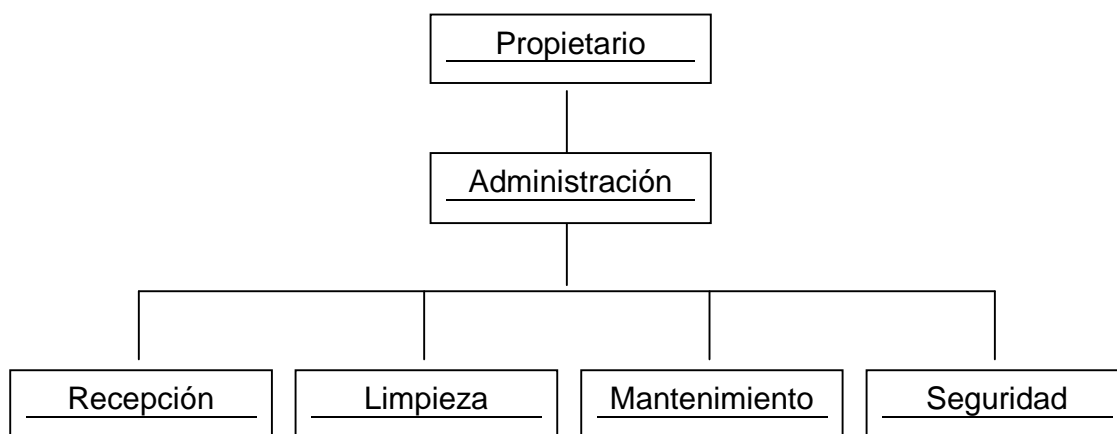 Propietario
Administración
Recepción
Limpieza
Mantenimiento
Seguridad